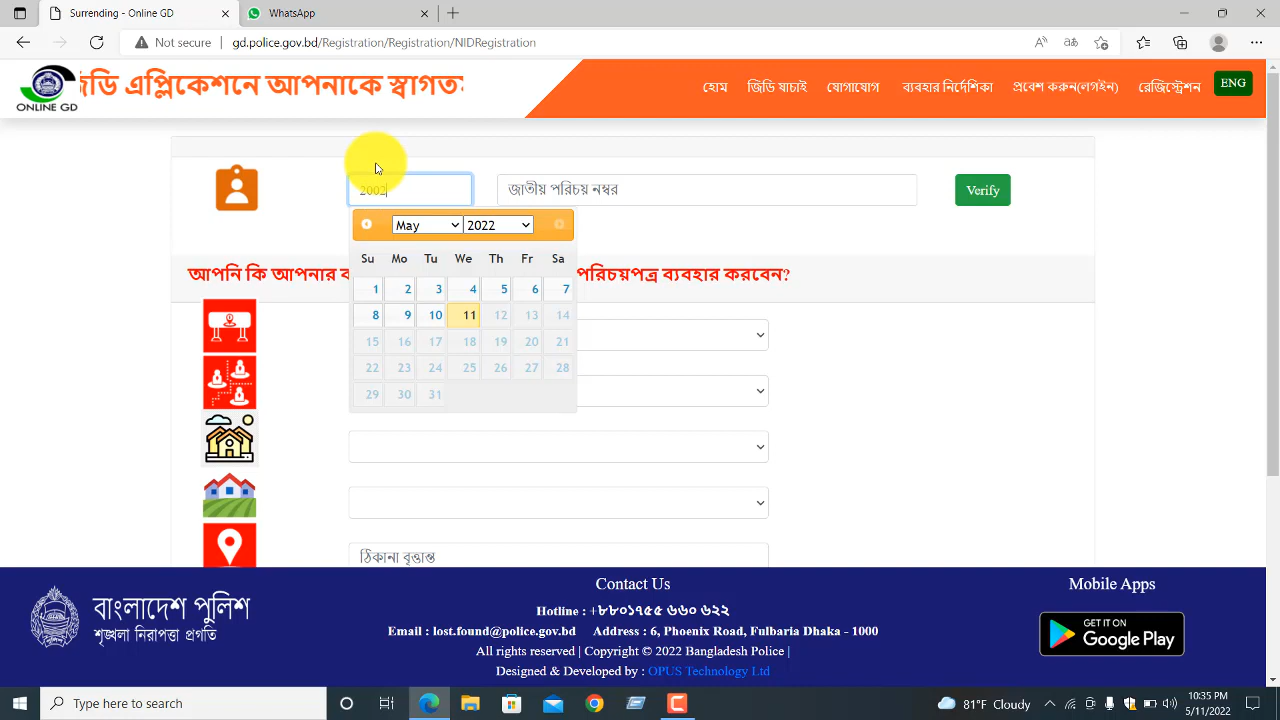 Not secure | gd.police.gov.bd/Registration/NIDRegistration
ONLINE GD
জিডি এপ্লিকেশনে আপনাকে স্বাগতঃ
হোম জিডি যাচাই যোগাযোগ ব্যবহার নির্দেশিকা প্রবেশ করুন(লগইন) রেজিস্ট্রেশন ENG
2002 জাতীয় পরিচয় নম্বর Verify
May 2022
Su Mo Tu We Th Fr Sa
1 2 3 4 5 6 7
8 9 10 11 12 13 14
15 16 17 18 19 20 21
22 23 24 25 26 27 28
29 30 31
আপনি কি আপনার ব পরিচয়পত্র ব্যবহার করবেন?
ঠিকানা বৃত্তান্ত
বাংলাদেশ পুলিশ
শৃঙ্খলা নিরাপত্তা প্রগতি
Contact Us
Hotline : +৮৮০১৭৫৫ ৬৬০ ৬২২
Email : lost.found@police.gov.bd Address : 6, Phoenix Road, Fulbaria Dhaka - 1000
All rights reserved | Copyright © 2022 Bangladesh Police |
Designed & Developed by : OPUS Technology Ltd
Mobile Apps
GET IT ON
Google Play
Type here to search
81°F Cloudy
10:35 PM
5/11/2022